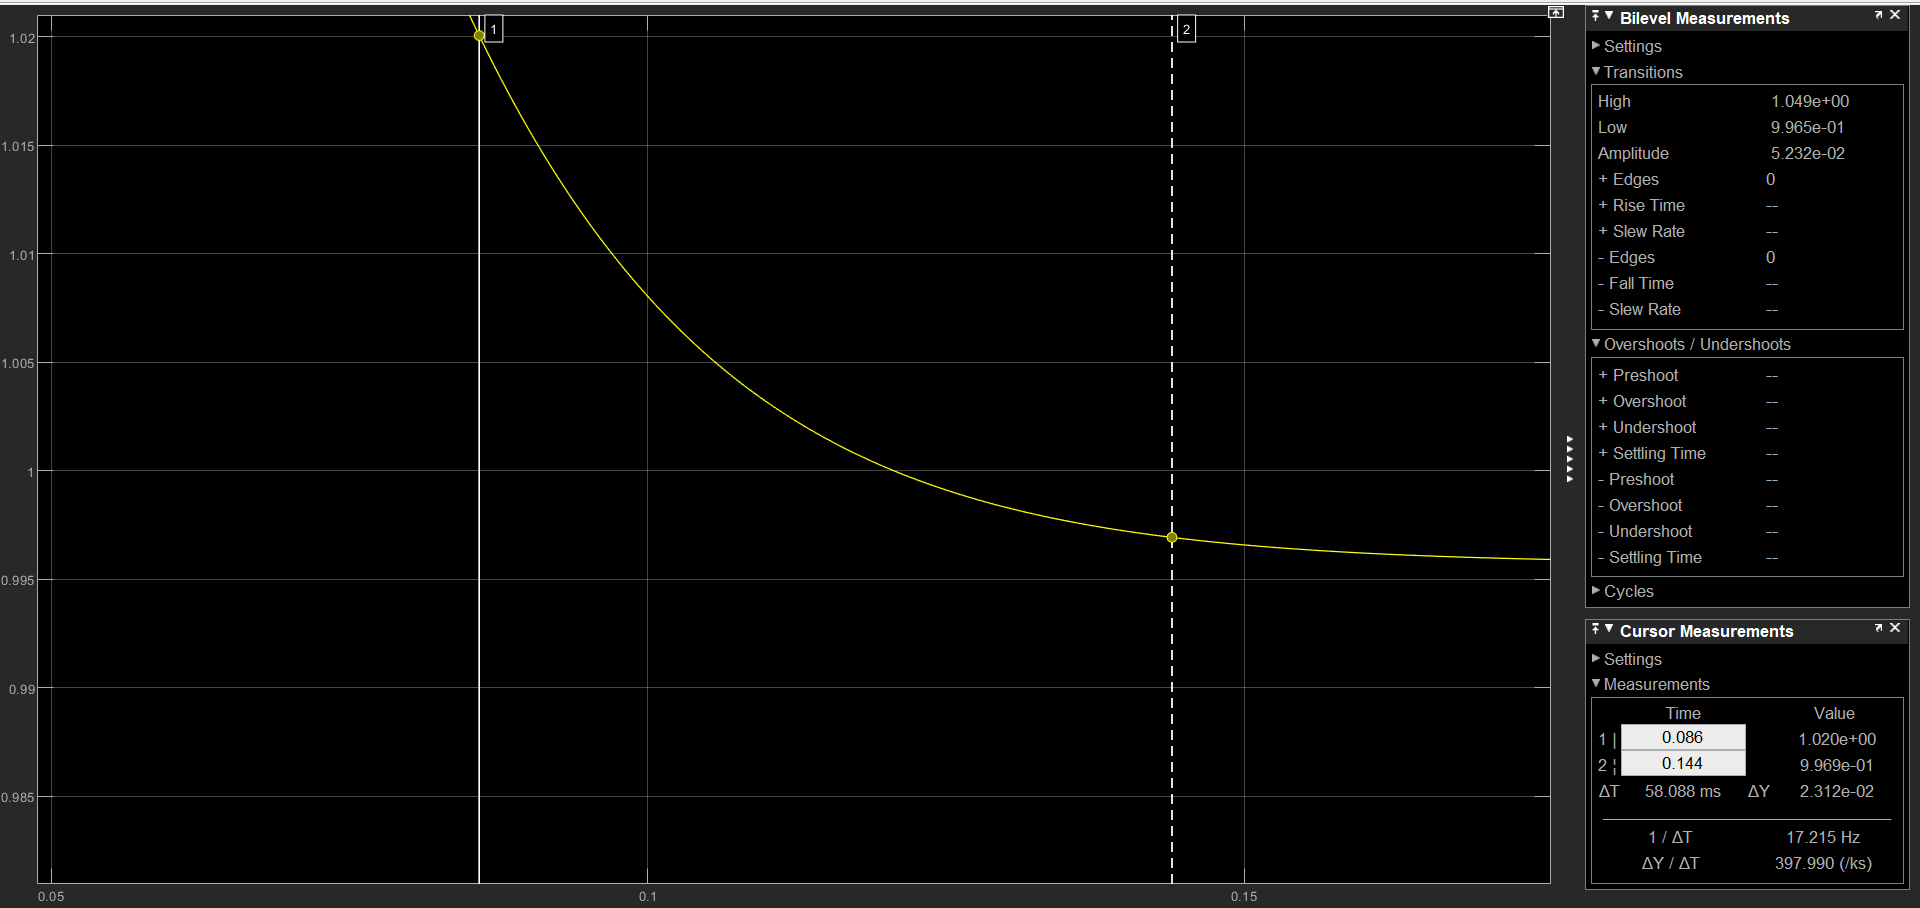 1.02
1.015
1.01
1.005
1
0.995
0.99
0.985
0.05
0.1
0.15
1
2
Bilevel Measurements
Settings
Transitions
High 1.049e+00
Low 9.965e-01
Amplitude 5.232e-02
+ Edges 0
+ Rise Time --
+ Slew Rate --
- Edges 0
- Fall Time --
- Slew Rate --
Overshoots / Undershoots
+ Preshoot --
+ Overshoot --
+ Undershoot --
+ Settling Time --
- Preshoot --
- Overshoot --
- Undershoot --
- Settling Time --
Cycles
Cursor Measurements
Settings
Measurements
Time Value
1 | 0.086 1.020e+00
2 ¦ 0.144 9.969e-01
ΔT 58.088 ms ΔY 2.312e-02
1 / ΔT 17.215 Hz
ΔY / ΔT 397.990 (/ks)